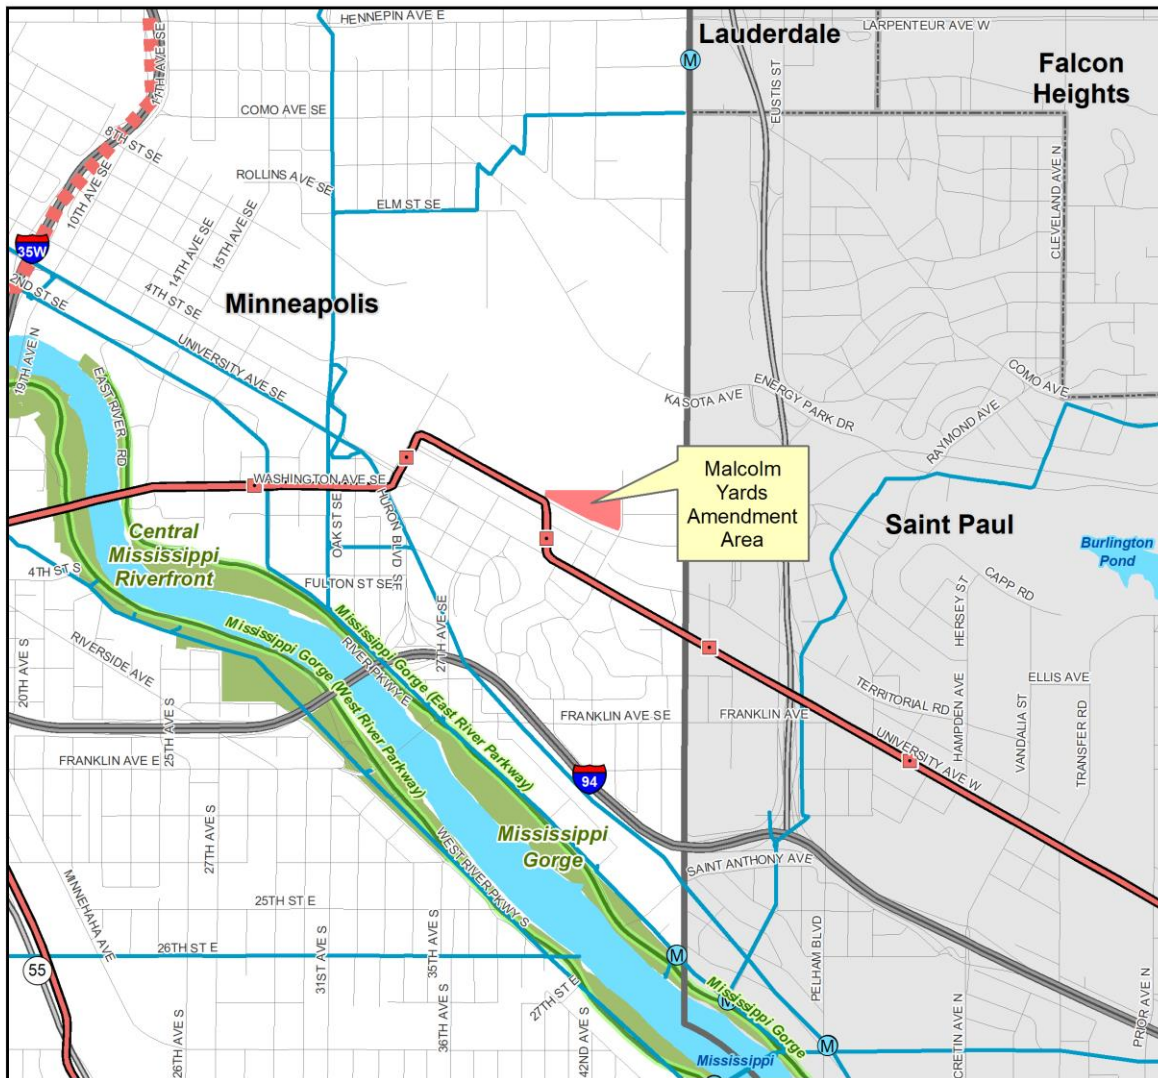 HENNEPIN AVE E
LARPENTEUR AVE W
Lauderdale
M
Falcon
Heights
11TH AVE SE
EUSTIS ST
COMO AVE SE
8TH ST SE
10TH AVE SE
ROLLINS AVE SE
ELM ST SE
CLEVELAND AVE N
14TH AVE SE
15TH AVE SE
35W
2ND ST SE
4TH ST SE
Minneapolis
UNIVERSITY AVE SE
19TH AVE N
EAST RIVER RD
KASOTA AVE
ENERGY PARK DR
COMO AVE
RAYMOND AVE
WASHINGTON AVE SE
Malcolm
Yards
Amendment
Area
HURON BLVD SE
OAK ST SE
Saint Paul
Central
Mississippi
Riverfront
Burlington
Pond
4TH ST S
FULTON ST SE
CAPP RD
HERSEY ST
27TH AVE SE
Mississippi Gorge (East River Parkway)
Mississippi Gorge (West River Parkway)
RIVER PKWY E
RIVERSIDE AVE
20TH AVE S
25TH AVE S
ELLIS AVE
TERRITORIAL RD
HAMPDEN AVE
VANDALIA ST
TRANSFER RD
FRANKLIN AVE SE
FRANKLIN AVE
UNIVERSITY AVE W
FRANKLIN AVE E
94
27TH AVE S
Mississippi
Gorge
WEST RIVER PKWY S
SAINT ANTHONY AVE
MINNEHAHA AVE
25TH ST E
26TH ST E
31ST AVE S
35TH AVE S
PELHAM BLVD
55
M
27TH ST E
M
Mississippi Gorge
M
26TH AVE S
36TH AVE S
42ND AVE S
CRETIN AVE N
PRIOR AVE N
Mississippi
M